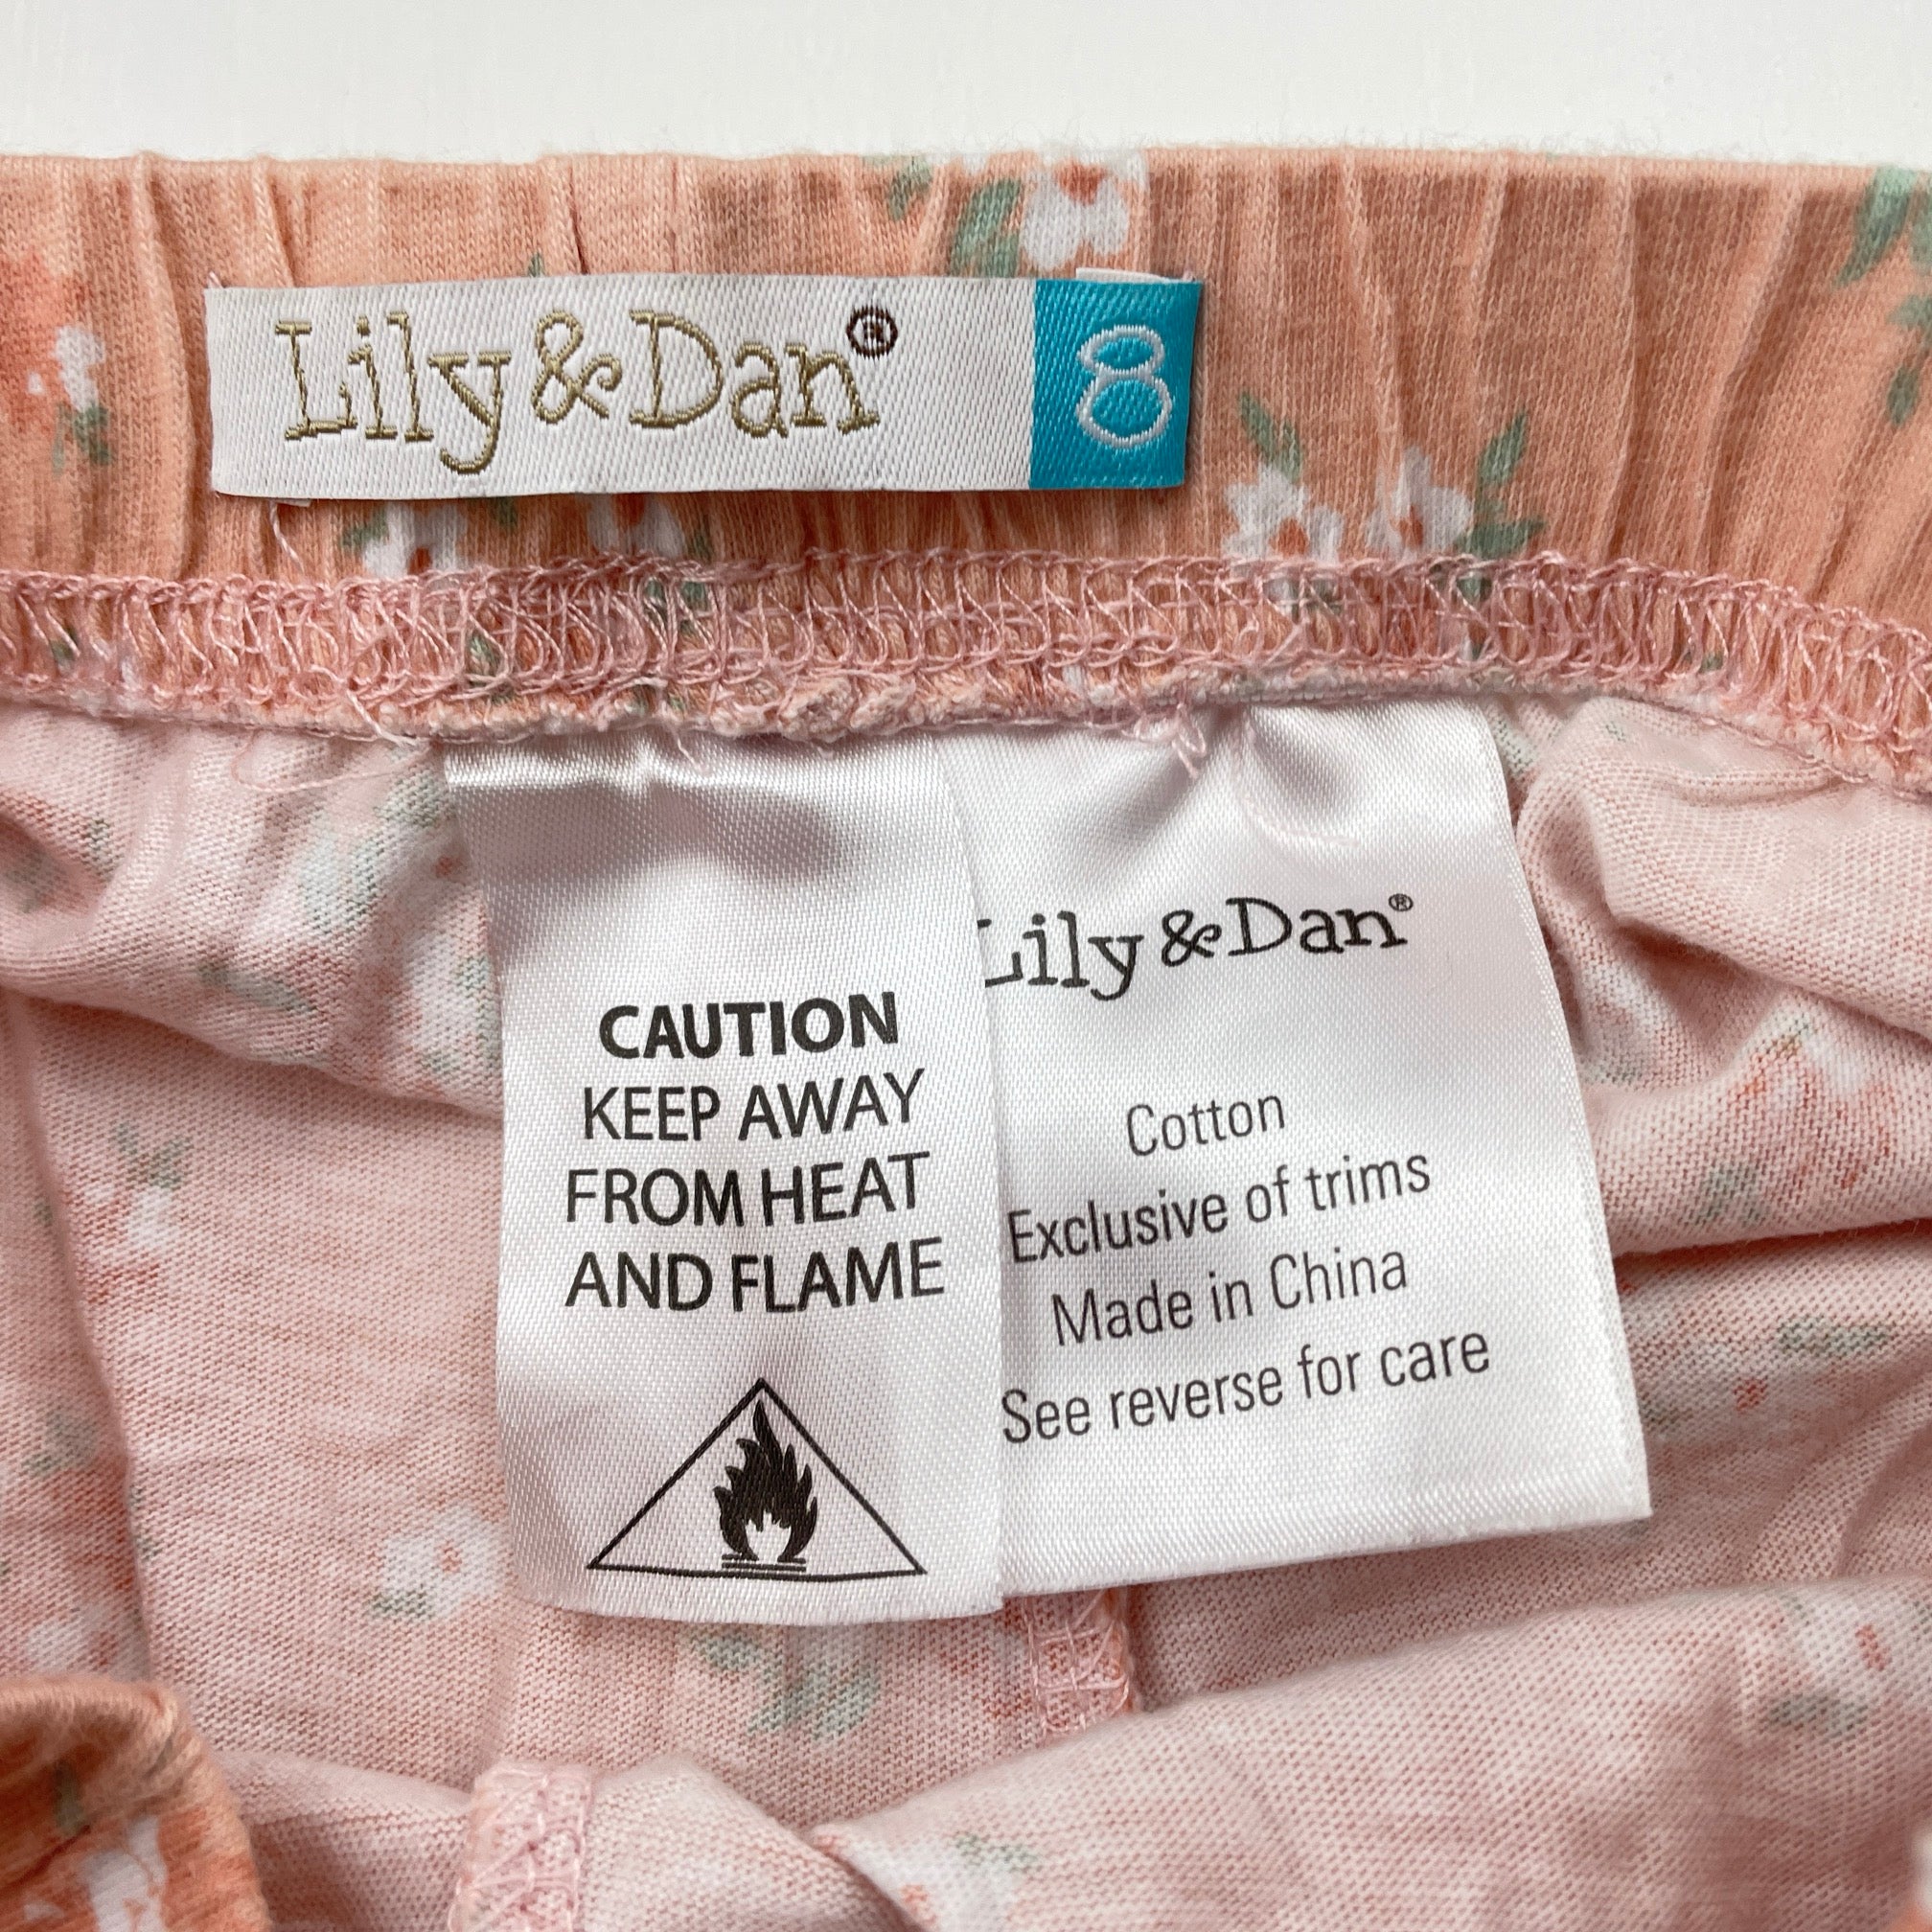 Lily & Dan®
8
CAUTION
KEEP AWAY
FROM HEAT
AND FLAME
Lily & Dan®
Cotton
Exclusive of trims
Made in China
See reverse for care